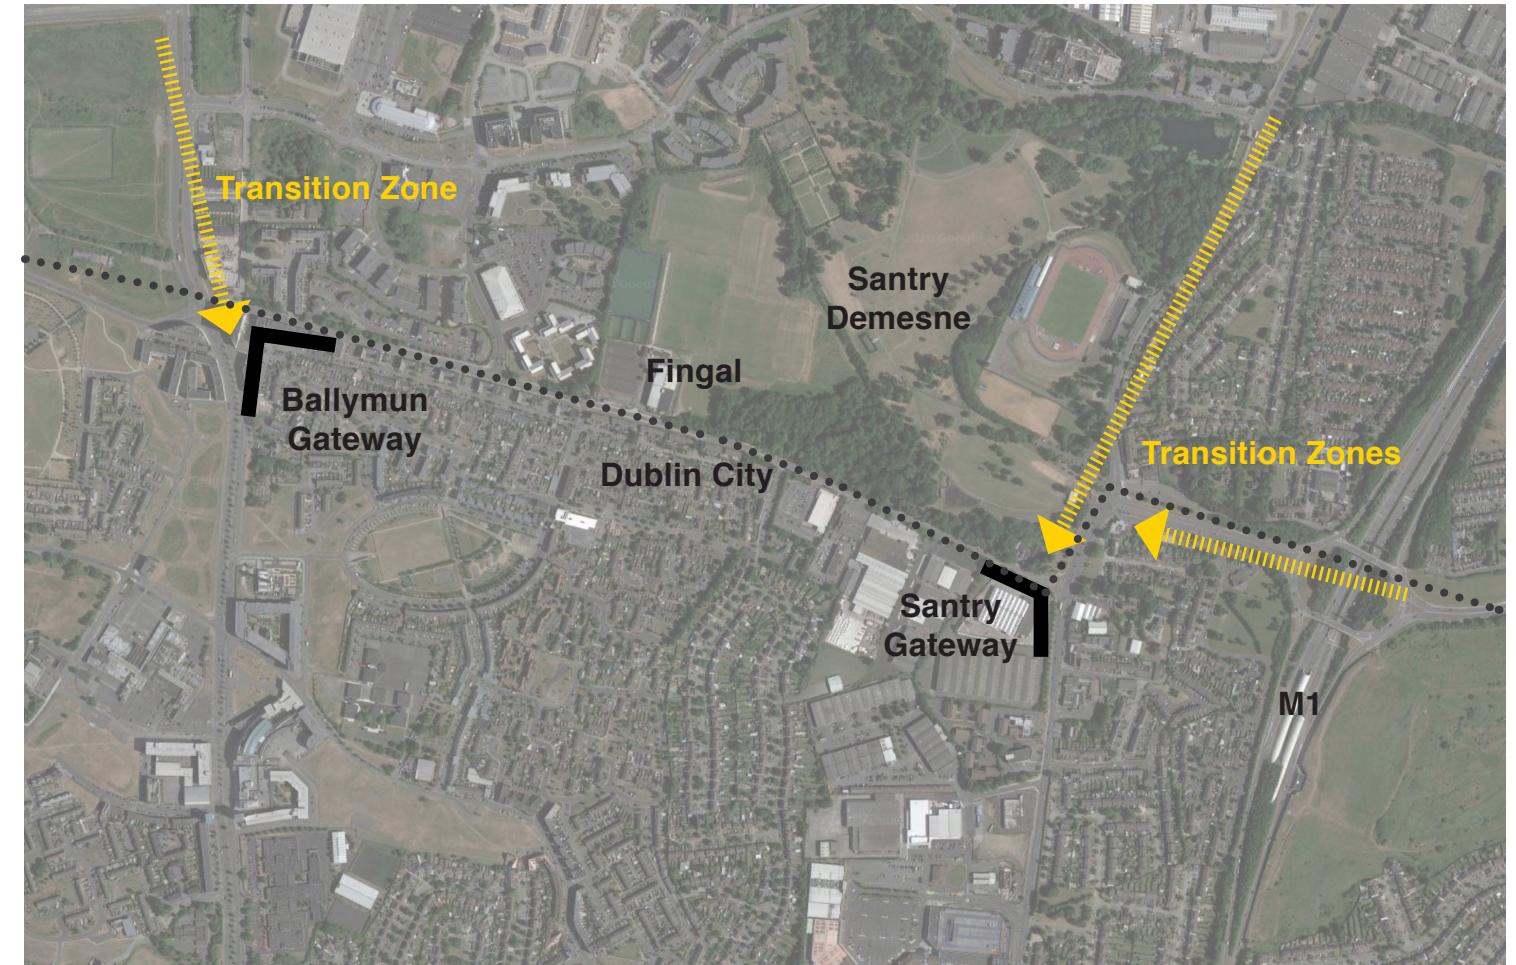 Transition Zone
Santry
Demesne
Fingal
Ballymun
Gateway
Transition Zones
Dublin City
Santry
Gateway
M1